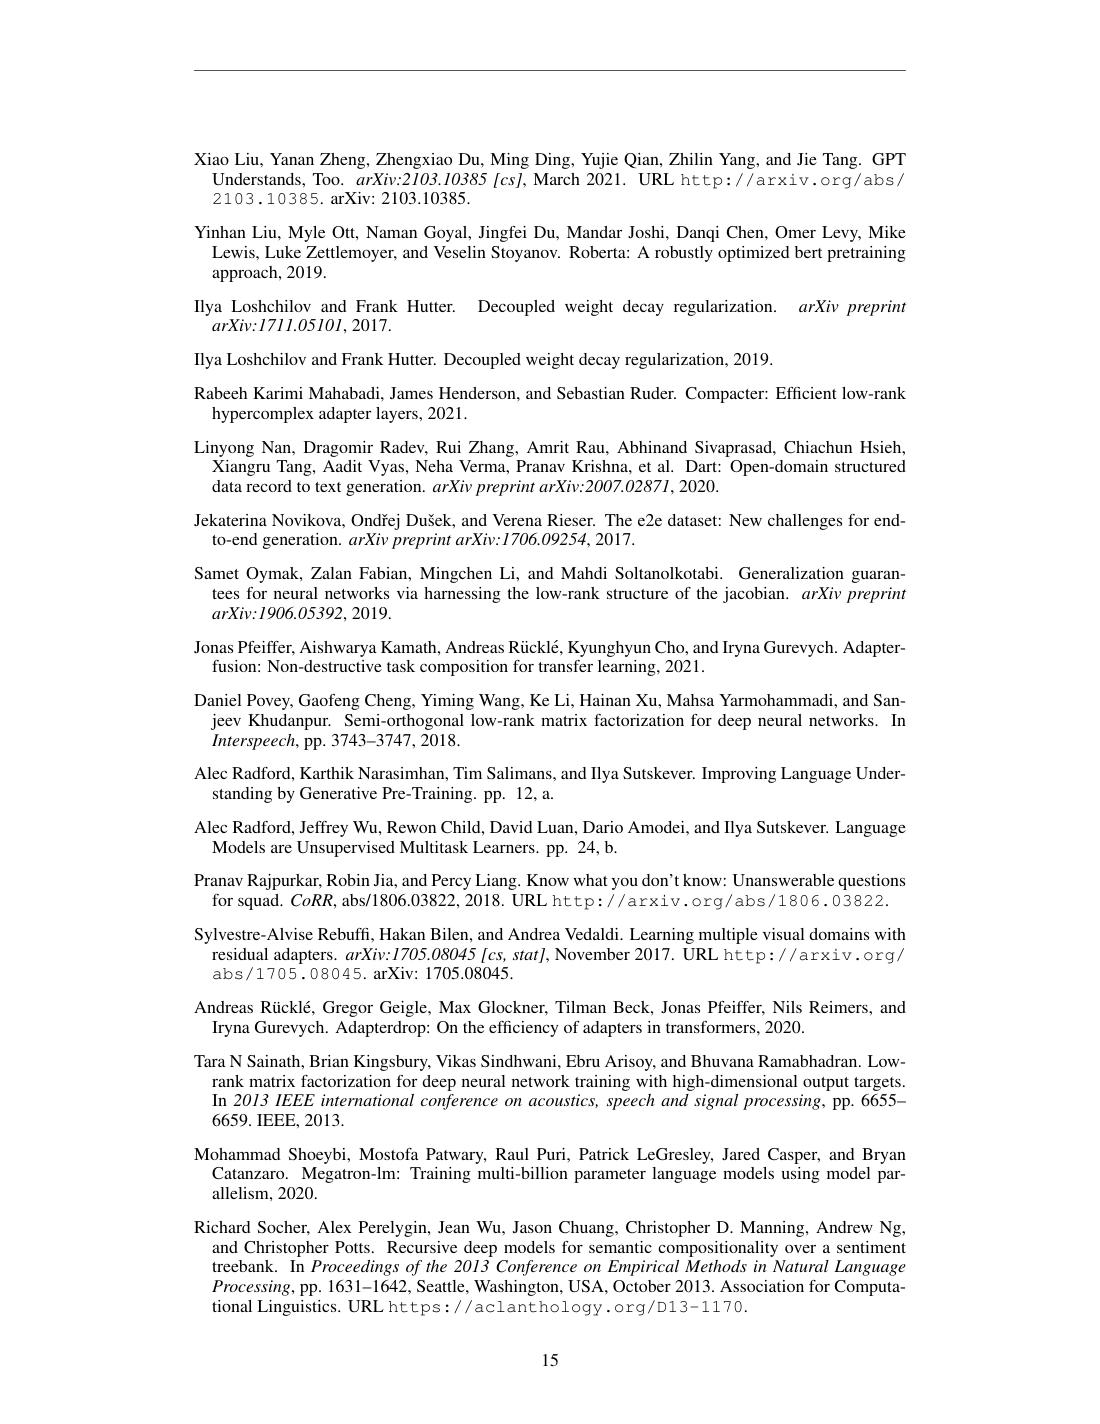 Xiao Liu, Yanan Zheng, Zhengxiao Du, Ming Ding, Yujie Qian, Zhilin Yang, and Jie Tang. GPT
Understands, Too. arXiv:2103.10385 [cs], March 2021. URL http://arxiv.org/abs/
2103.10385. arXiv: 2103.10385.
Yinhan Liu, Myle Ott, Naman Goyal, Jingfei Du, Mandar Joshi, Danqi Chen, Omer Levy, Mike
Lewis, Luke Zettlemoyer, and Veselin Stoyanov. Roberta: A robustly optimized bert pretraining
approach, 2019.
Ilya Loshchilov and Frank Hutter. Decoupled weight decay regularization. arXiv preprint
arXiv:1711.05101, 2017.
Ilya Loshchilov and Frank Hutter. Decoupled weight decay regularization, 2019.
Rabeeh Karimi Mahabadi, James Henderson, and Sebastian Ruder. Compacter: Efficient low-rank
hypercomplex adapter layers, 2021.
Linyong Nan, Dragomir Radev, Rui Zhang, Amrit Rau, Abhinand Sivaprasad, Chiachun Hsieh,
Xiangru Tang, Aadit Vyas, Neha Verma, Pranav Krishna, et al. Dart: Open-domain structured
data record to text generation. arXiv preprint arXiv:2007.02871, 2020.
Jekaterina Novikova, Ondřej Dušek, and Verena Rieser. The e2e dataset: New challenges for end-
to-end generation. arXiv preprint arXiv:1706.09254, 2017.
Samet Oymak, Zalan Fabian, Mingchen Li, and Mahdi Soltanolkotabi. Generalization guaran-
tees for neural networks via harnessing the low-rank structure of the jacobian. arXiv preprint
arXiv:1906.05392, 2019.
Jonas Pfeiffer, Aishwarya Kamath, Andreas Rücklé, Kyunghyun Cho, and Iryna Gurevych. Adapter-
fusion: Non-destructive task composition for transfer learning, 2021.
Daniel Povey, Gaofeng Cheng, Yiming Wang, Ke Li, Hainan Xu, Mahsa Yarmohammadi, and San-
jeev Khudanpur. Semi-orthogonal low-rank matrix factorization for deep neural networks. In
Interspeech, pp. 3743–3747, 2018.
Alec Radford, Karthik Narasimhan, Tim Salimans, and Ilya Sutskever. Improving Language Under-
standing by Generative Pre-Training. pp. 12, a.
Alec Radford, Jeffrey Wu, Rewon Child, David Luan, Dario Amodei, and Ilya Sutskever. Language
Models are Unsupervised Multitask Learners. pp. 24, b.
Pranav Rajpurkar, Robin Jia, and Percy Liang. Know what you don't know: Unanswerable questions
for squad. CoRR, abs/1806.03822, 2018. URL http://arxiv.org/abs/1806.03822.
Sylvestre-Alvise Rebuffi, Hakan Bilen, and Andrea Vedaldi. Learning multiple visual domains with
residual adapters. arXiv:1705.08045 [cs, stat], November 2017. URL http://arxiv.org/
abs/1705.08045. arXiv: 1705.08045.
Andreas Rücklé, Gregor Geigle, Max Glockner, Tilman Beck, Jonas Pfeiffer, Nils Reimers, and
Iryna Gurevych. Adapterdrop: On the efficiency of adapters in transformers, 2020.
Tara N Sainath, Brian Kingsbury, Vikas Sindhwani, Ebru Arisoy, and Bhuvana Ramabhadran. Low-
rank matrix factorization for deep neural network training with high-dimensional output targets.
In 2013 IEEE international conference on acoustics, speech and signal processing, pp. 6655–
6659. IEEE, 2013.
Mohammad Shoeybi, Mostofa Patwary, Raul Puri, Patrick LeGresley, Jared Casper, and Bryan
Catanzaro. Megatron-lm: Training multi-billion parameter language models using model par-
allelism, 2020.
Richard Socher, Alex Perelygin, Jean Wu, Jason Chuang, Christopher D. Manning, Andrew Ng,
and Christopher Potts. Recursive deep models for semantic compositionality over a sentiment
treebank. In Proceedings of the 2013 Conference on Empirical Methods in Natural Language
Processing, pp. 1631–1642, Seattle, Washington, USA, October 2013. Association for Computa-
tional Linguistics. URL https://aclanthology.org/D13-1170.
15